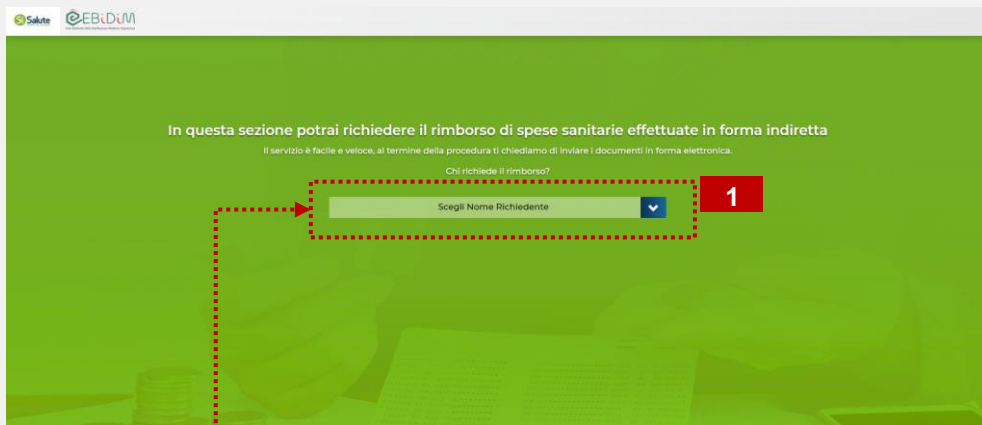 SiSalute
EBiDiM
In questa sezione potrai richiedere il rimborso di spese sanitarie effettuate in forma indiretta
Il servizio è facile e veloce, al termine della procedura ti chiediamo di inviare i documenti in forma elettronica.
Chi richiede il rimborso?
Scegli Nome Richiedente
1